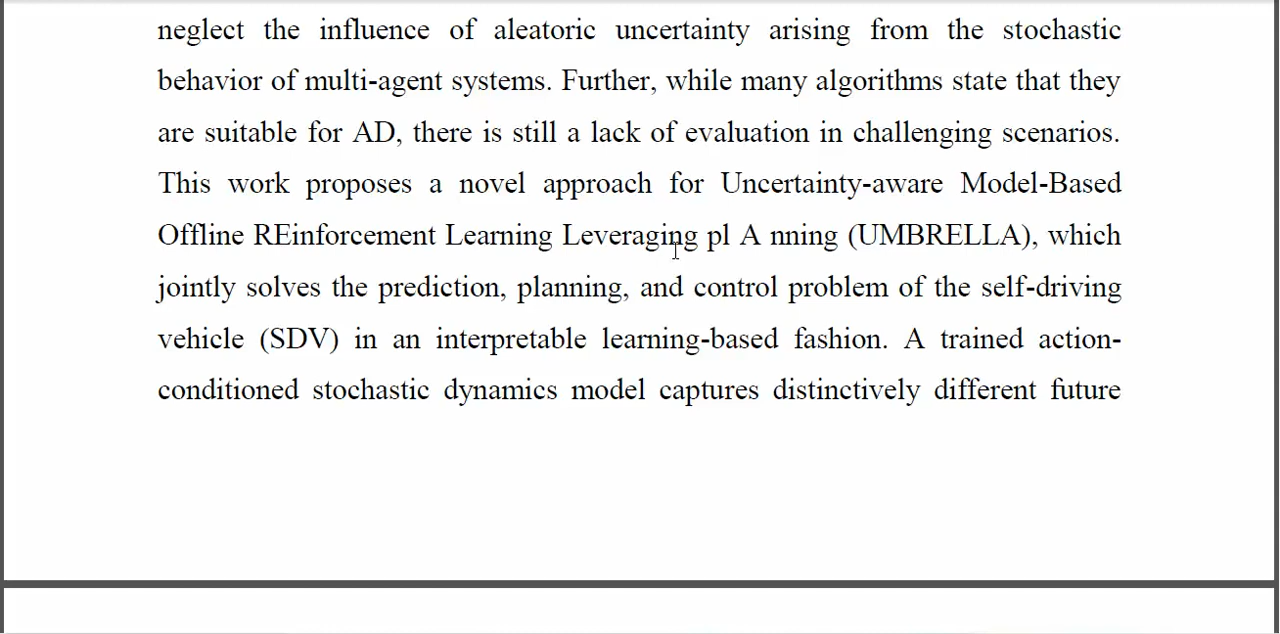 neglect the influence of aleatoric uncertainty arising from the stochastic
behavior of multi-agent systems. Further, while many algorithms state that they
are suitable for AD, there is still a lack of evaluation in challenging scenarios.
This work proposes a novel approach for Uncertainty-aware Model-Based
Offline REinforcement Learning Leveraging pl A nning (UMBRELLA), which
jointly solves the prediction, planning, and control problem of the self-driving
vehicle (SDV) in an interpretable learning-based fashion. A trained action-
conditioned stochastic dynamics model captures distinctively different future